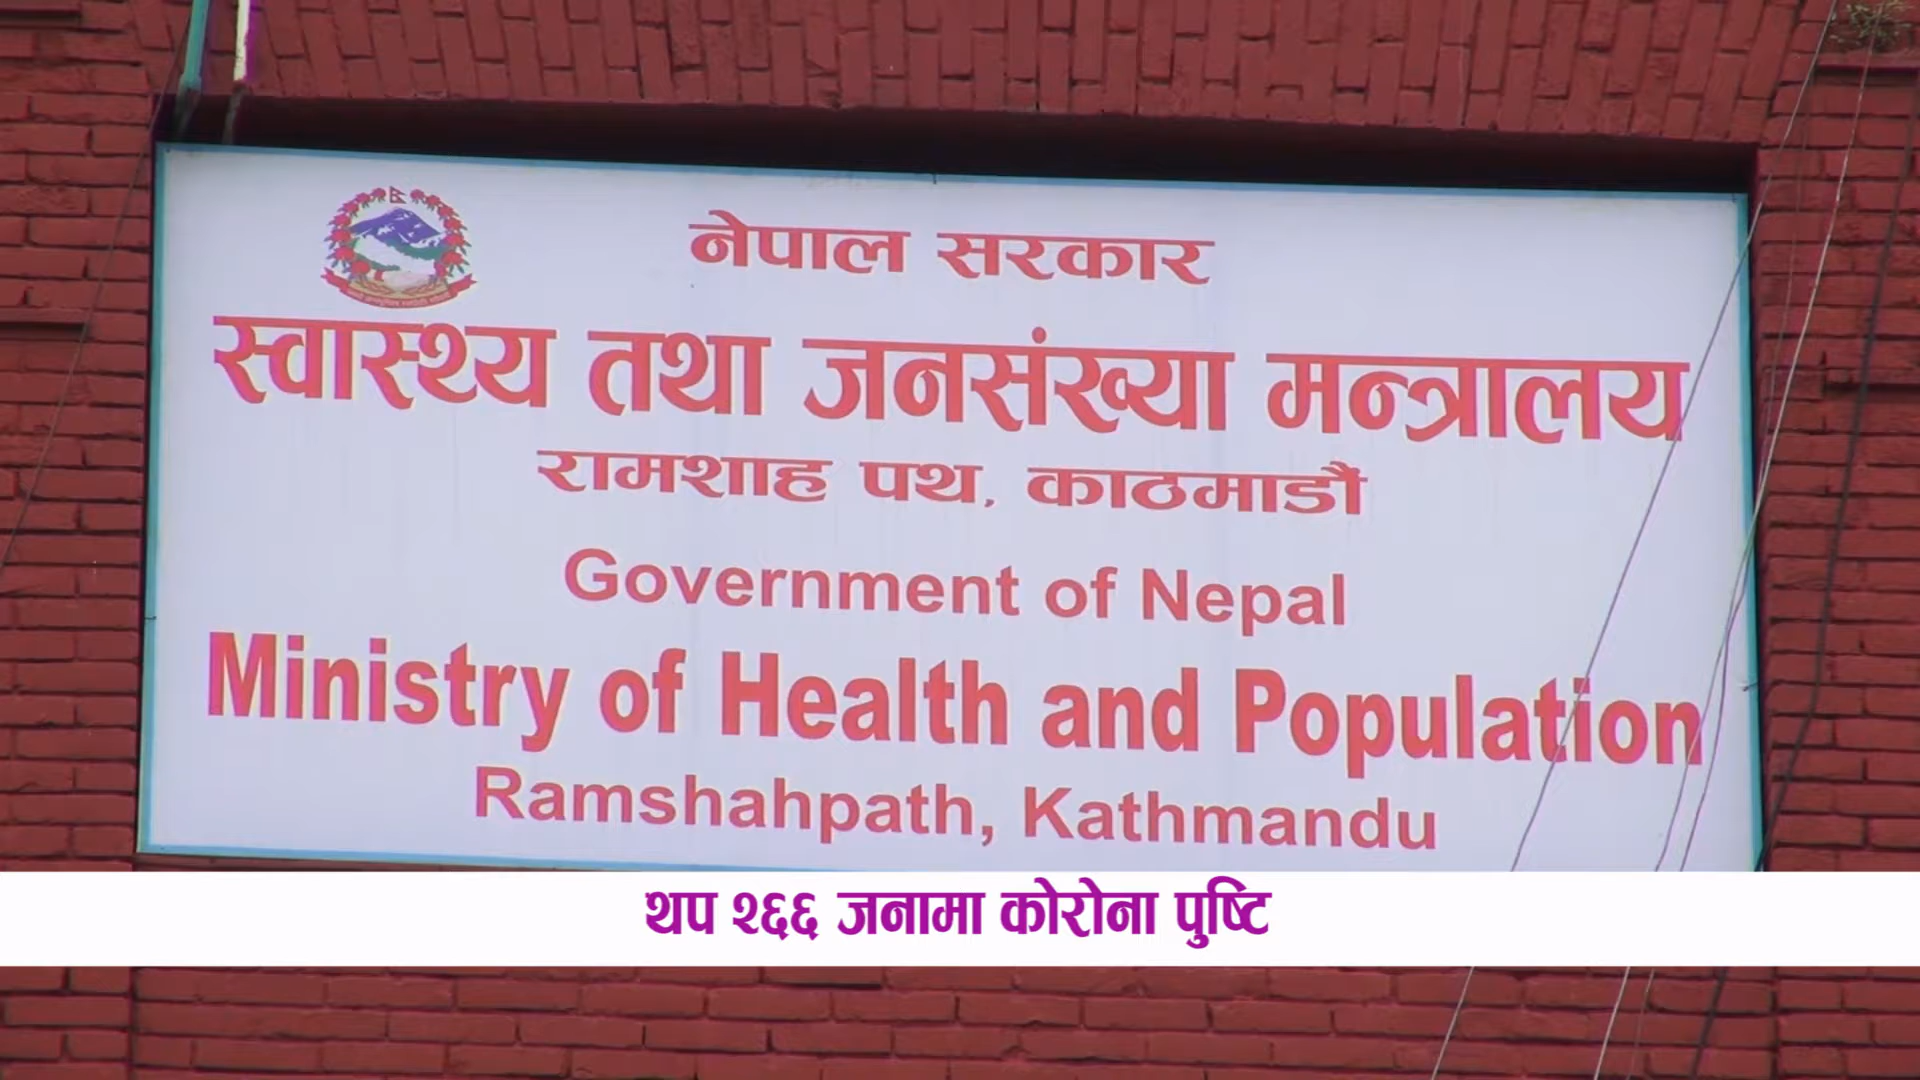 नेपाल सरकार
स्वास्थ्य तथा जनसंख्या मन्त्रालय
रामशाह पथ, काठमाडौं
Government of Nepal
Ministry of Health and Population
Ramshahpath, Kathmandu
थप २६६ जनामा कोरोना पुष्टि